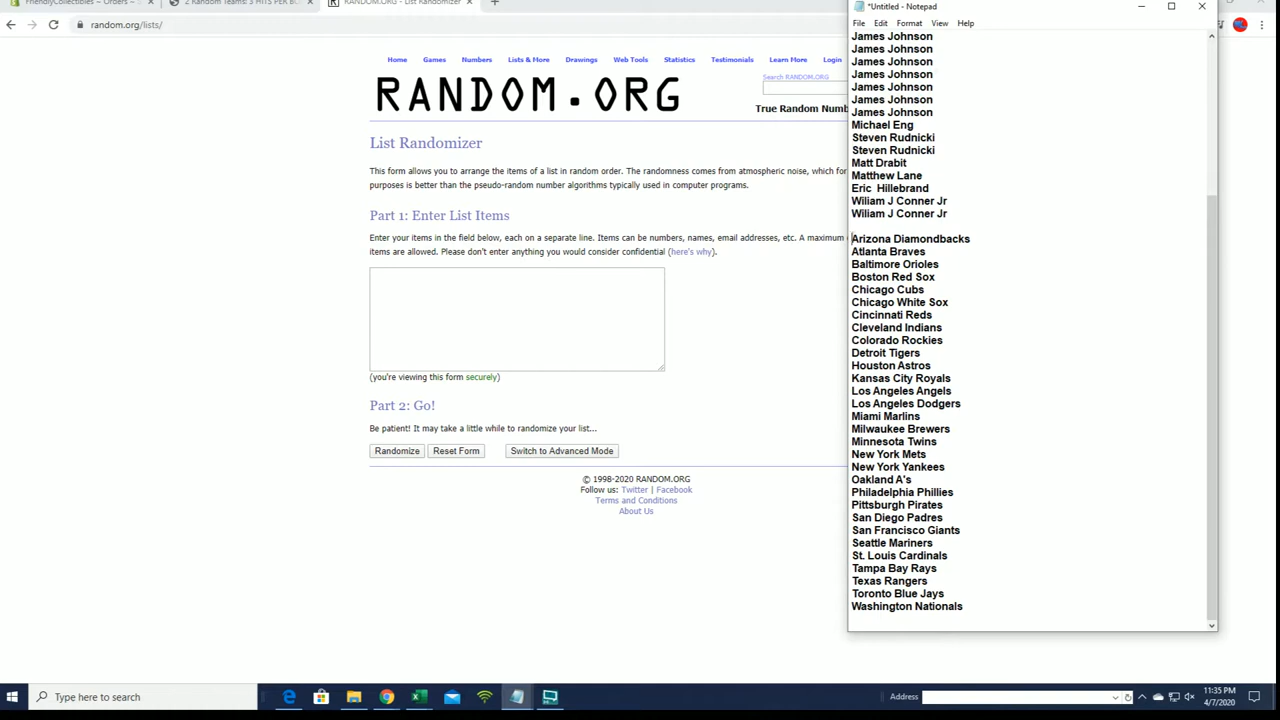 FriendlyCollectibles - Orders -
2 Random Teams: 3 HITS PER B
RANDOM.ORG - List Randomizer
random.org/lists/
Home Games Numbers Lists & More Drawings Web Tools Statistics Testimonials Learn More Login
RANDOM.ORG
Search RANDOM.ORG
True Random Numb
List Randomizer
This form allows you to arrange the items of a list in random order. The randomness comes from atmospheric noise, which for
purposes is better than the pseudo-random number algorithms typically used in computer programs.
Part 1: Enter List Items
Enter your items in the field below, each on a separate line. Items can be numbers, names, email addresses, etc. A maximum
items are allowed. Please don't enter anything you would consider confidential (here's why).
(you're viewing this form securely)
Part 2: Go!
Be patient! It may take a little while to randomize your list...
Randomize Reset Form Switch to Advanced Mode
© 1998-2020 RANDOM.ORG
Follow us: Twitter | Facebook
Terms and Conditions
About Us
*Untitled - Notepad
File Edit Format View Help
James Johnson
James Johnson
James Johnson
James Johnson
James Johnson
James Johnson
James Johnson
Michael Eng
Steven Rudnicki
Steven Rudnicki
Matt Drabit
Matthew Lane
Eric  Hillebrand
Wiliam J Conner Jr
Wiliam J Conner Jr
Arizona Diamondbacks
Atlanta Braves
Baltimore Orioles
Boston Red Sox
Chicago Cubs
Chicago White Sox
Cincinnati Reds
Cleveland Indians
Colorado Rockies
Detroit Tigers
Houston Astros
Kansas City Royals
Los Angeles Angels
Los Angeles Dodgers
Miami Marlins
Milwaukee Brewers
Minnesota Twins
New York Mets
New York Yankees
Oakland A's
Philadelphia Phillies
Pittsburgh Pirates
San Diego Padres
San Francisco Giants
Seattle Mariners
St. Louis Cardinals
Tampa Bay Rays
Texas Rangers
Toronto Blue Jays
Washington Nationals
Type here to search
Address
11:35 PM
4/7/2020